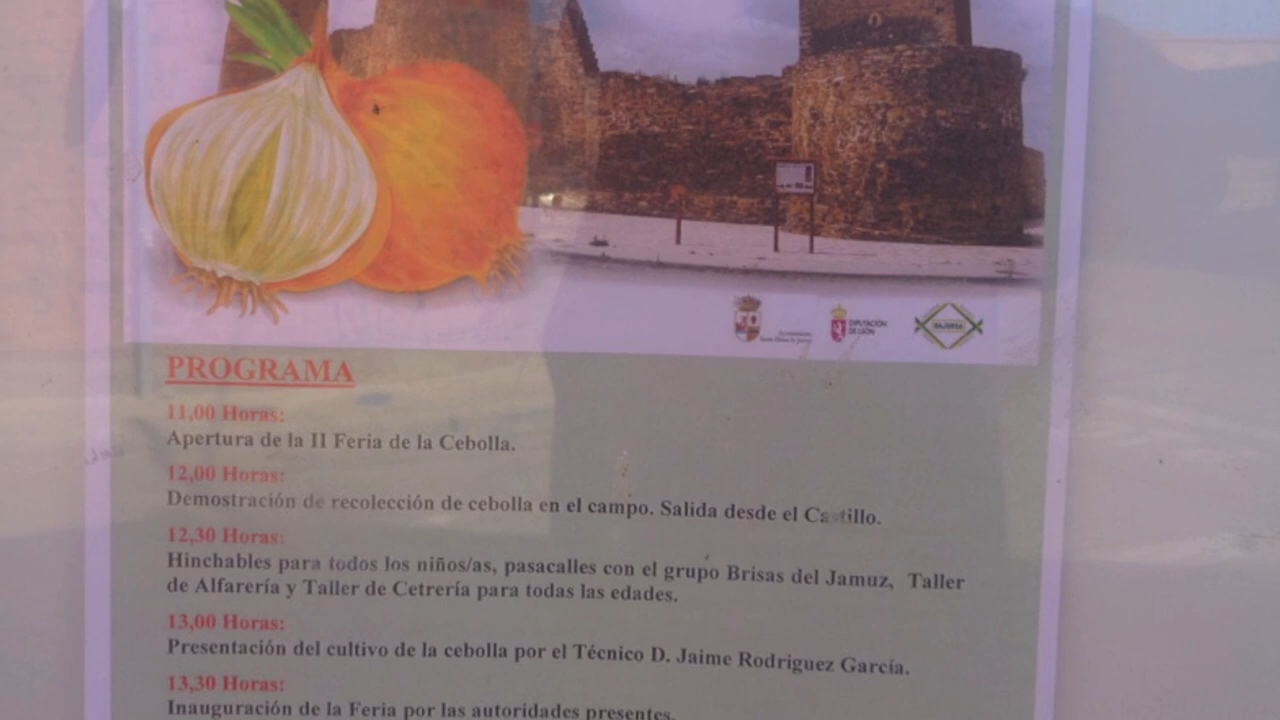 DIPUTACIÓN
DE LEÓN
PROGRAMA
11,00 Horas:
Apertura de la II Feria de la Cebolla.
12,00 Horas:
Demostración de recolección de cebolla en el campo. Salida desde el Castillo.
12,30 Horas:
Hinchables para todos los niños/as, pasacalles con el grupo Brisas del Jamuz, Taller
de Alfarería y Taller de Cetrería para todas las edades.
13,00 Horas:
Presentación del cultivo de la cebolla por el Técnico D. Jaime Rodriguez García.
13,30 Horas:
Inauguración de la Feria por las autoridades presentes.